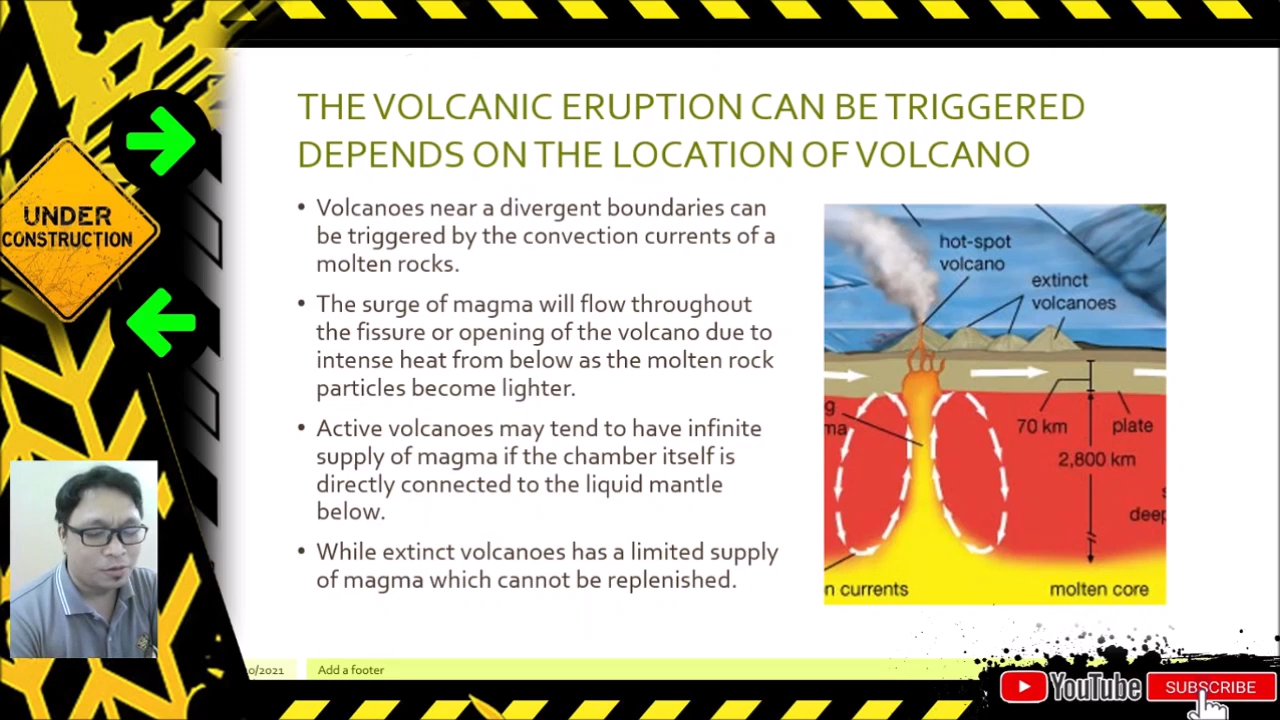 THE VOLCANIC ERUPTION CAN BE TRIGGERED
DEPENDS ON THE LOCATION OF VOLCANO
UNDER
CONSTRUCTION
• Volcanoes near a divergent boundaries can
be triggered by the convection currents of a
molten rocks.
• The surge of magma will flow throughout
the fissure or opening of the volcano due to
intense heat from below as the molten rock
particles become lighter.
• Active volcanoes may tend to have infinite
supply of magma if the chamber itself is
directly connected to the liquid mantle
below.
• While extinct volcanoes has a limited supply
of magma which cannot be replenished.
hot-spot
volcano
extinct
volcanoes
70 km
plate
2,800 km
deep
molten core
currents
0/2021
Add a footer
YouTube
SUBSCRIBE